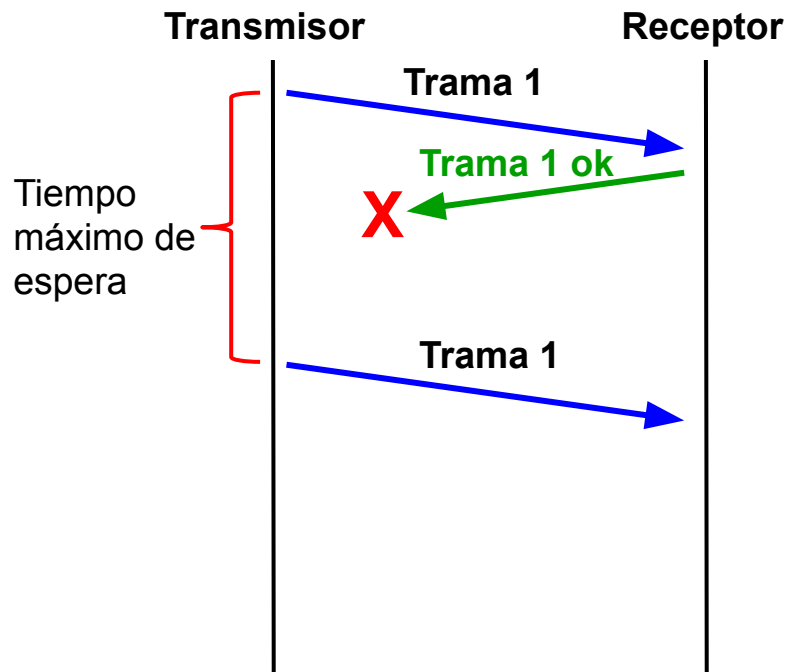 Transmisor
Receptor
Trama 1
Trama 1 ok
X
Tiempo
máximo de
espera
Trama 1